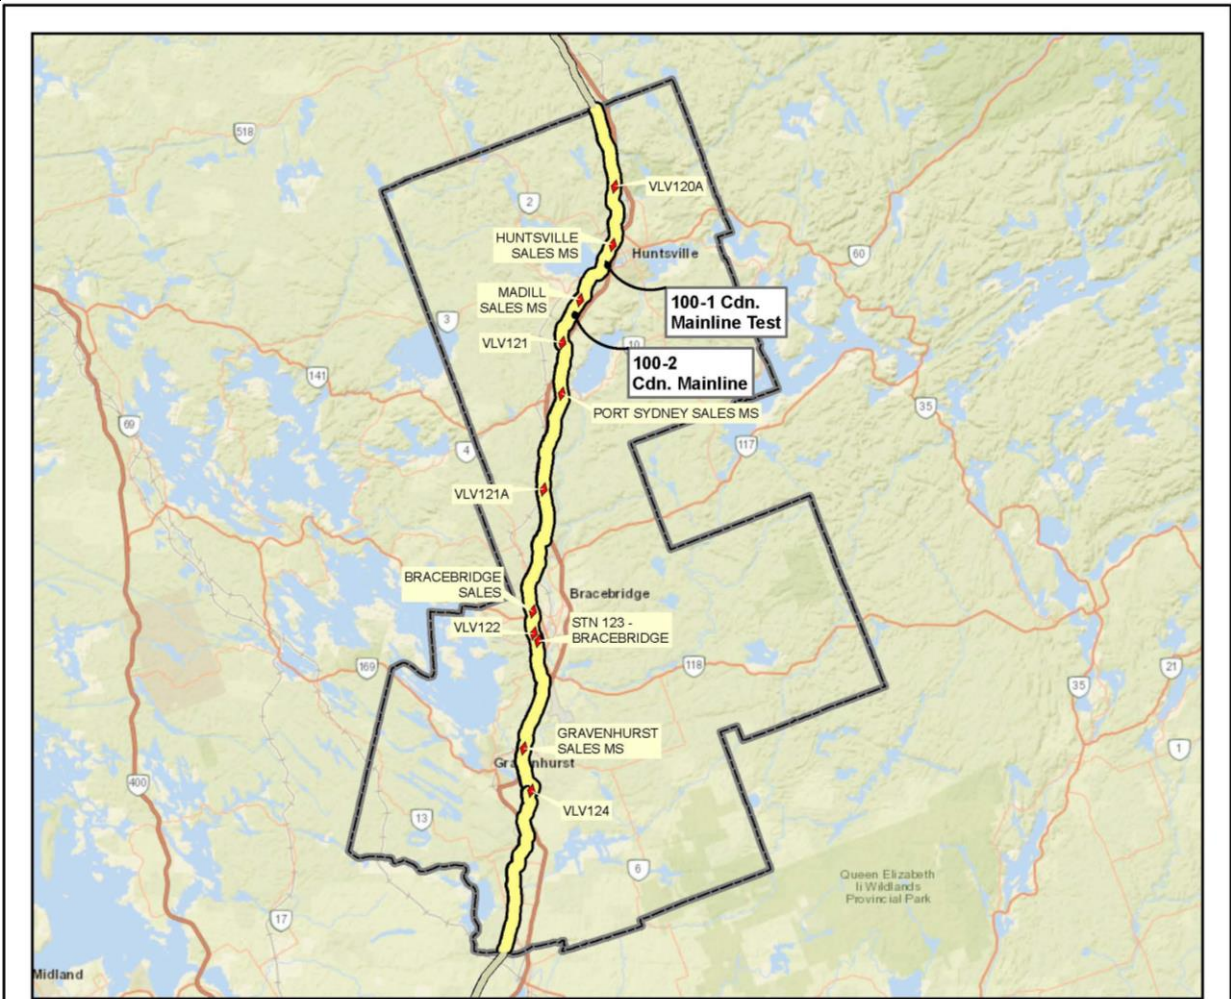 518
VLV120A
2
HUNTSVILLE
SALES MS
Huntsville
60
MADILL
SALES MS
100-1 Cdn.
Mainline Test
3
VLV121
10
100-2
Cdn. Mainline
141
PORT SYDNEY SALES MS
35
69
117
4
VLV121A
BRACEBRIDGE
SALES
Bracebridge
VLV122
STN 123 -
BRACEBRIDGE
169
118
21
35
GRAVENHURST
SALES MS
1
Gravenhurst
400
VLV124
13
6
Queen Elizabeth
Ii Wildlands
Provincial Park
17
Midland